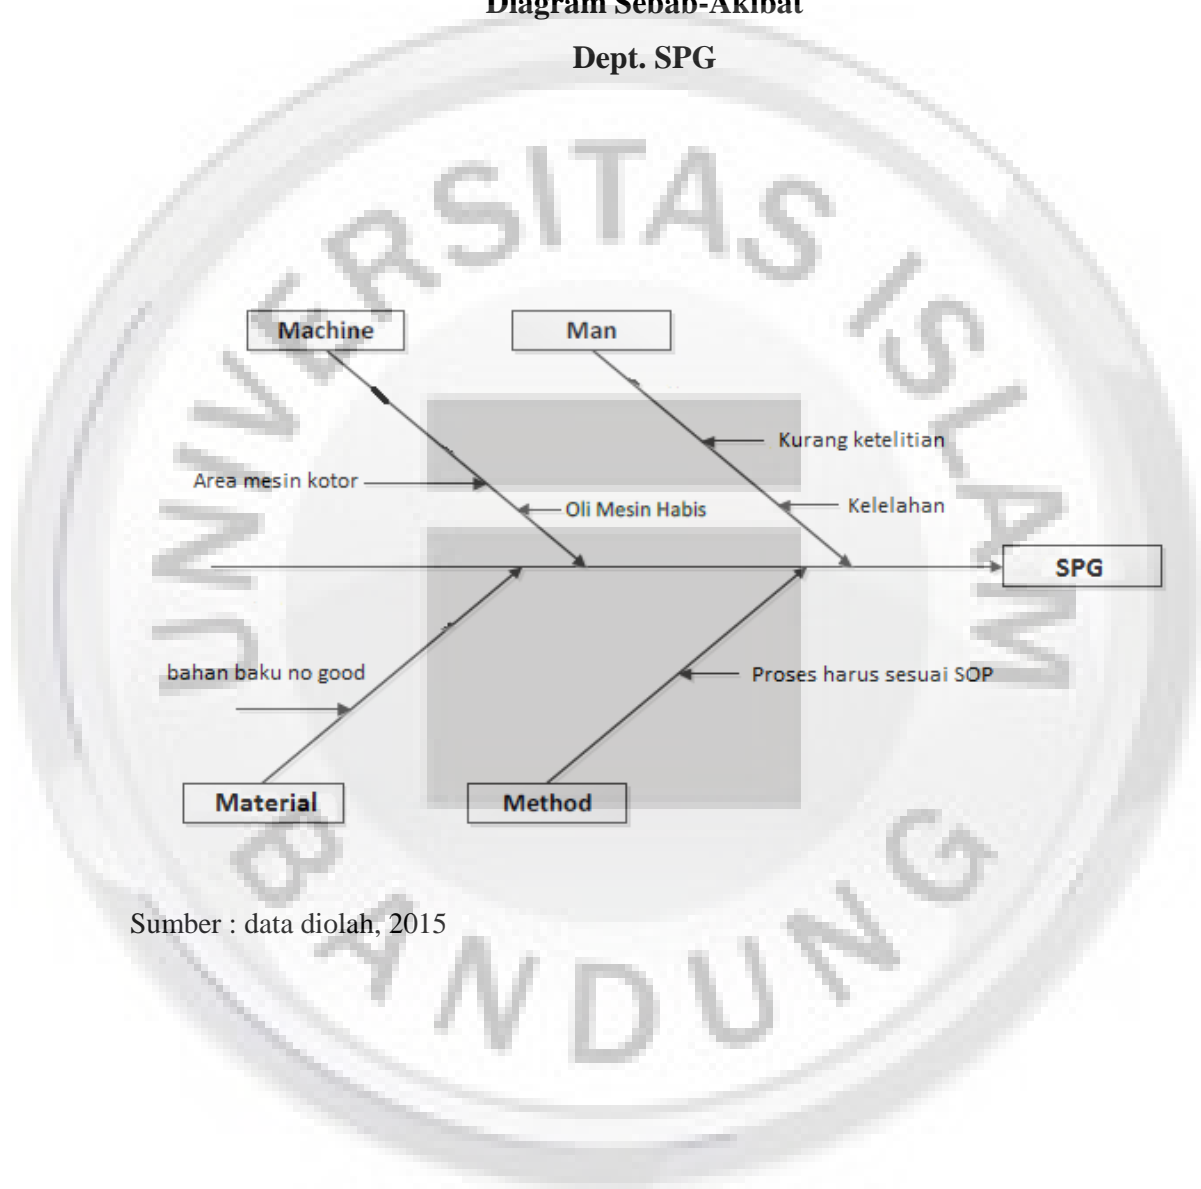 Diagram Sebab-Akibat
Dept. SPG
UNIVERSITAS ISLAM
Machine
Man
Kurang ketelitian
Area mesin kotor
Oli Mesin Habis
Kelelahan
SPG
bahan baku no good
Proses harus sesuai SOP
Material
Method
BANDUNG
Sumber : data diolah, 2015